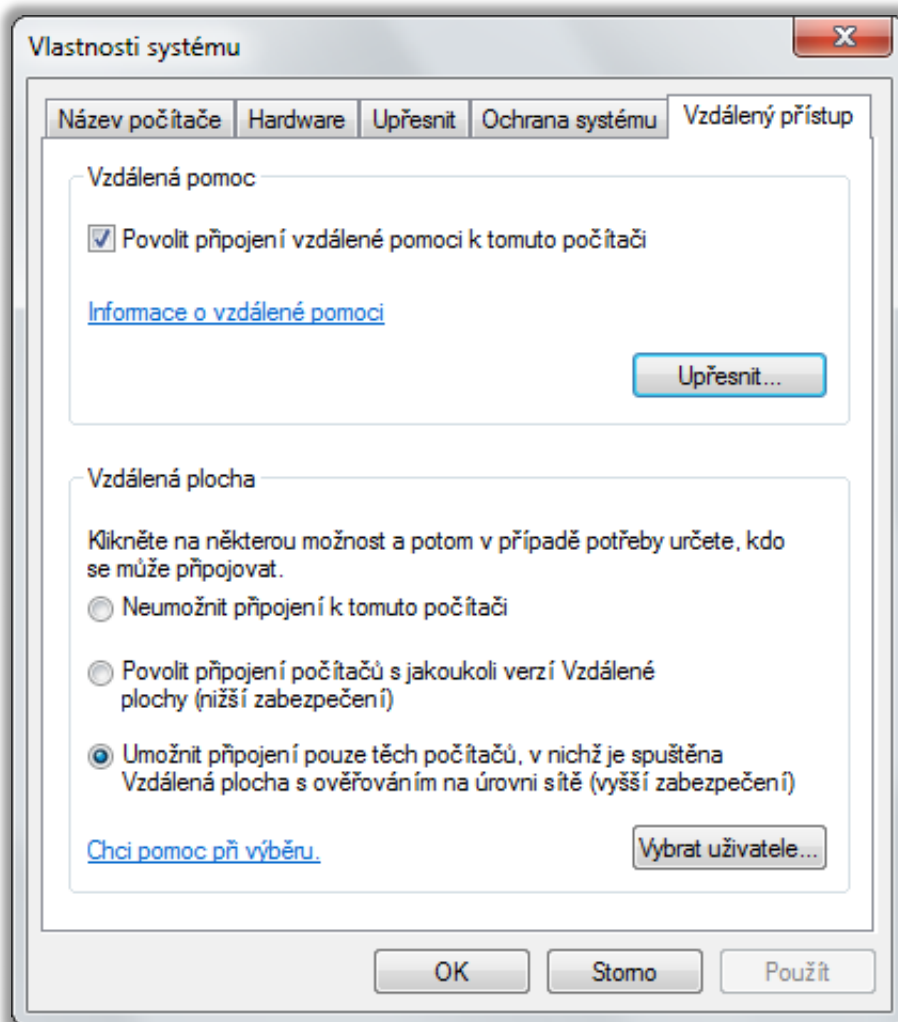 Vlastnosti systému
Název počítače
Hardware
Upřesnit
Ochrana systému
Vzdálený přístup
Vzdálená pomoc
Povolit připojení vzdálené pomoci k tomuto počítači
Informace o vzdálené pomoci
Upřesnit...
Vzdálená plocha
Klikněte na některou možnost a potom v případě potřeby určete, kdo
se může připojovat.
Neumožnit připojení k tomuto počítači
Povolit připojení počítačů s jakoukoli verzí Vzdálené
plochy (nižší zabezpečení)
Umožnit připojení pouze těch počítačů, v nichž je spuštěna
Vzdálená plocha s ověřováním na úrovni sítě (vyšší zabezpečení)
Chci pomoc při výběru.
Vybrat uživatele...
OK
Storno
Použít